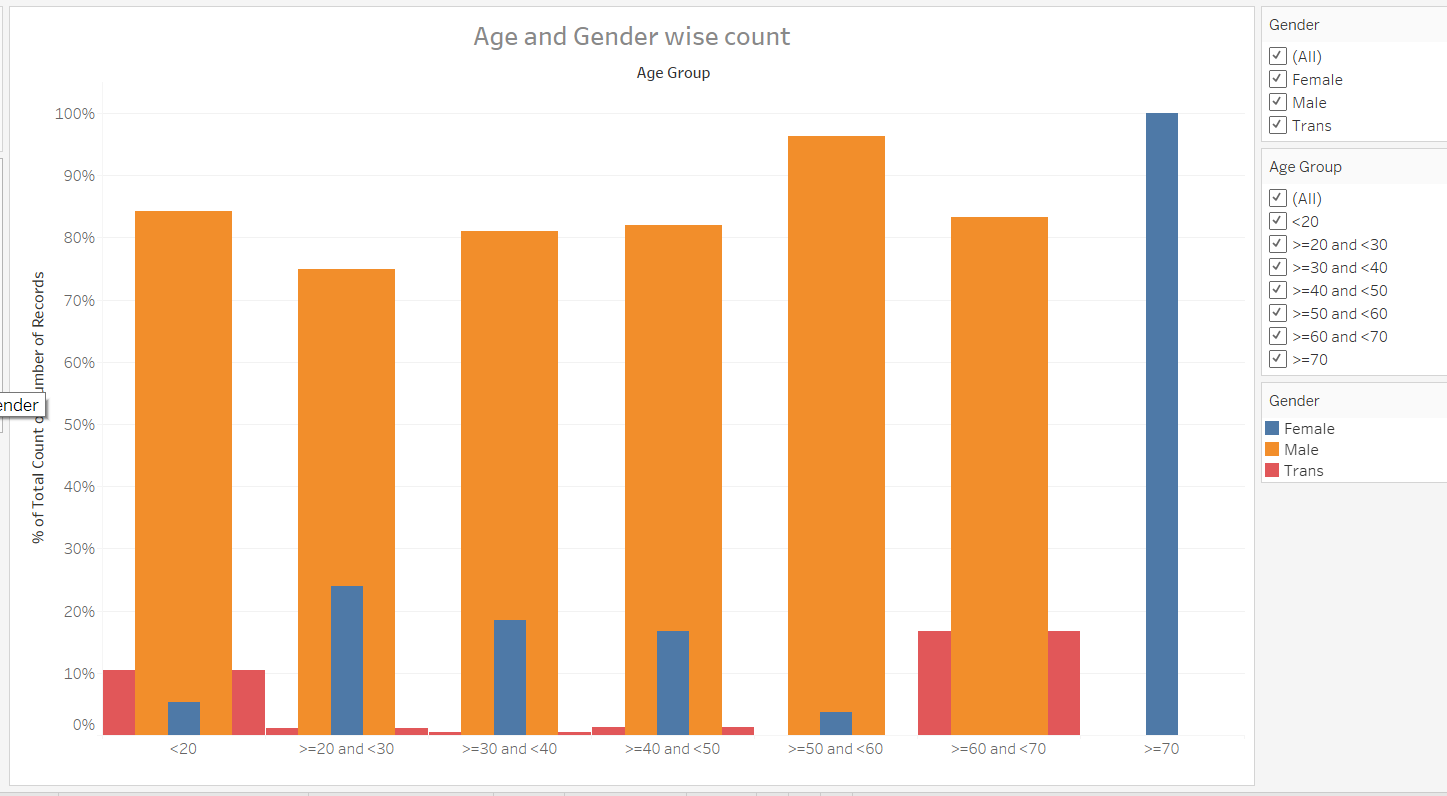 Age and Gender wise count
Age Group
% of Total Count
umber of Records
ender
100%
90%
80%
70%
60%
50%
40%
30%
20%
10%
0%
<20
>=20 and <30
>=30 and <40
>=40 and <50
>=50 and <60
>=60 and <70
>=70
Gender
(All)
Female
Male
Trans
Age Group
(All)
<20
>=20 and <30
>=30 and <40
>=40 and <50
>=50 and <60
>=60 and <70
>=70
Gender
Female
Male
Trans